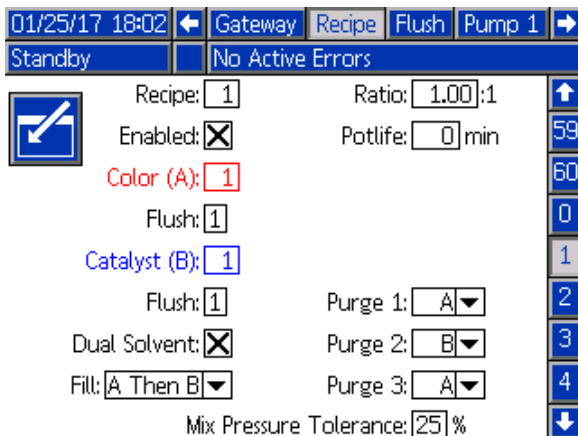 01/25/17 18:02 Gateway Recipe Flush Pump 1
Standby No Active Errors
Recipe: 1 Ratio: 1.00:1
Enabled: Potlife: 0 min
59
Color (A): 1
60
Flush: 1
0
Catalyst (B): 1
1
Flush: 1 Purge 1: A
2
Dual Solvent: Purge 2: B
3
Fill: A Then B Purge 3: A
4
Mix Pressure Tolerance: 25 %